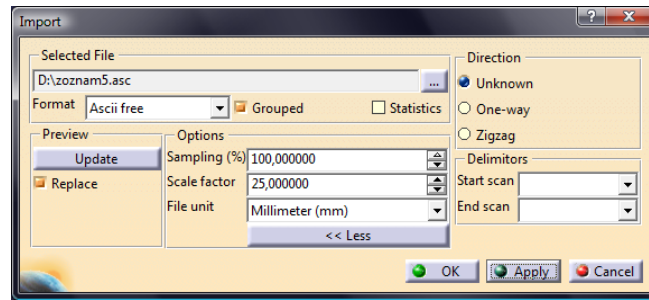 Import
Selected File
D:\zoznam5.asc
...
Format Ascii free Grouped Statistics
Preview
Update
Replace
Options
Sampling (%) 100,000000
Scale factor 25,000000
File unit Millimeter (mm)
<< Less
Direction
Unknown
One-way
Zigzag
Delimitors
Start scan
End scan
OK Apply Cancel